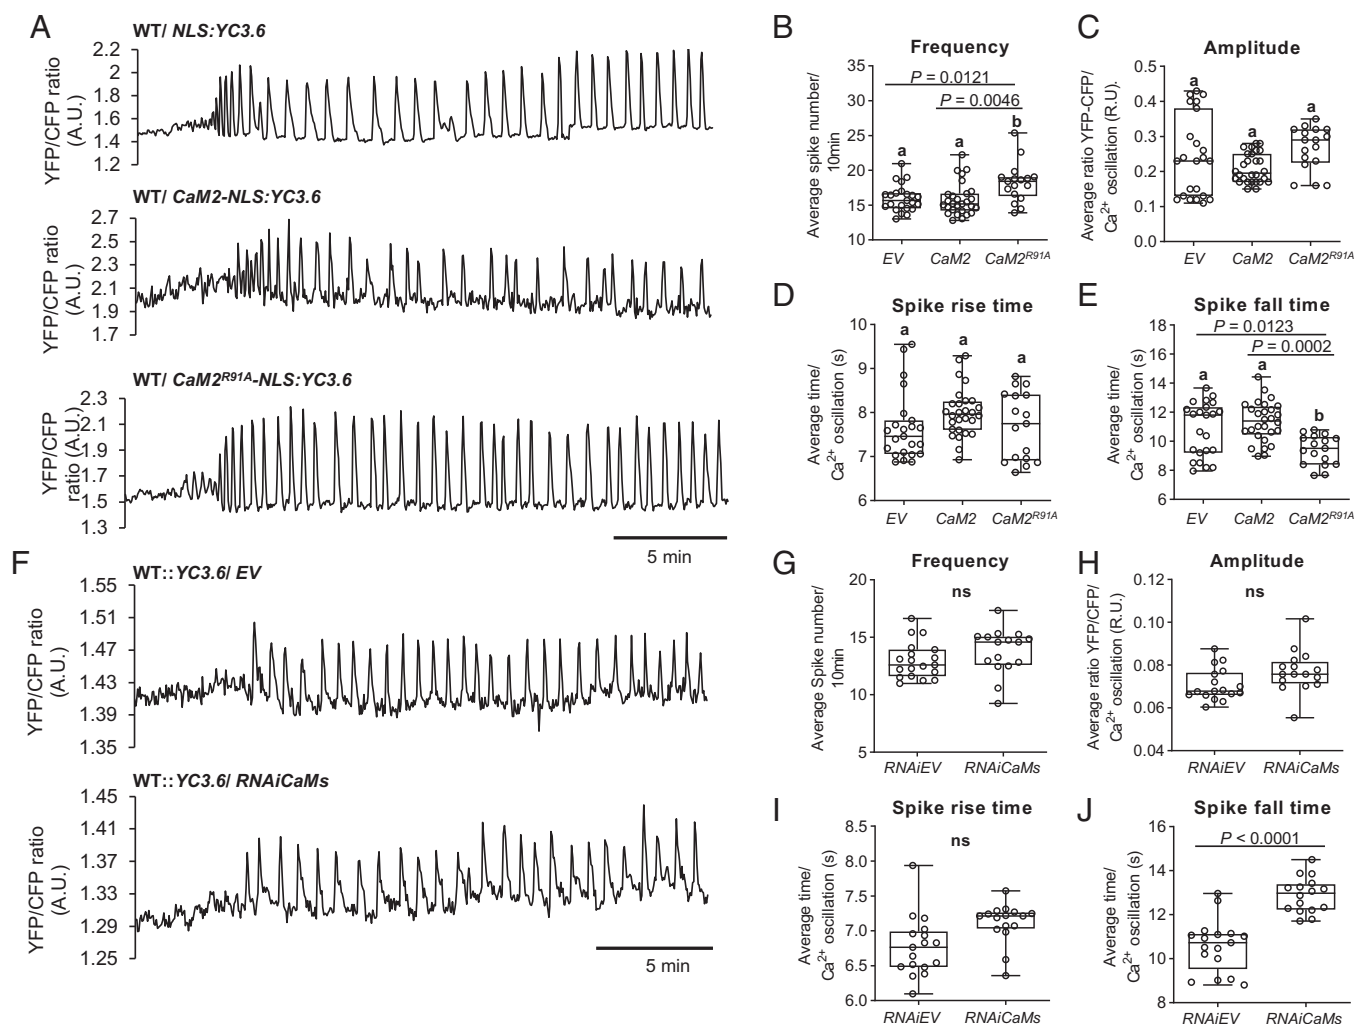 A
WT/ NLS:YC3.6
YFP/CFP ratio
(A.U.)
2.2
2
1.8
1.6
1.4
1.2
WT/ CaM2-NLS:YC3.6
YFP/CFP ratio
(A.U.)
2.7
2.5
2.3
2.1
1.9
1.7
WT/ CaM2R91A-NLS:YC3.6
YFP/CFP
ratio (A.U.)
2.3
2.1
1.9
1.7
1.5
1.3
5 min
B
Frequency
Average spike number/
10min
35
30
25
20
15
10
P = 0.0121
P = 0.0046
a
a
b
EV CaM2 CaM2R91A
C
Amplitude
Average ratio YFP-CFP/
Ca2+ oscillation (R.U).
0.5
0.4
0.3
0.2
0.1
0.0
a
a
a
EV CaM2 CaM2R91A
D
Spike rise time
Average time/
Ca2+ oscillation (s)
10
9
8
7
6
a
a
a
EV CaM2 CaM2R91A
E
Spike fall time
Average time/
Ca2+ oscillation (s)
18
16
14
12
10
8
6
P = 0.0123
P = 0.0002
a
a
b
EV CaM2 CaM2R91A
F
WT::YC3.6/ EV
YFP/CFP ratio
(A.U.)
1.55
1.51
1.47
1.43
1.39
1.35
WT::YC3.6/ RNAiCaMs
YFP/CFP ratio
(A.U.)
1.45
1.41
1.37
1.33
1.29
1.25
5 min
G
Frequency
Average Spike number/
10min
20
15
10
5
ns
RNAiEV RNAiCaMs
H
Amplitude
Average ratio YFP/CFP/
Ca2+ oscillation (R.U.)
0.12
0.10
0.08
0.06
0.04
ns
RNAiEV RNAiCaMs
I
Spike rise time
Average time/
Ca2+ oscillation (s)
8.5
8.0
7.5
7.0
6.5
6.0
ns
RNAiEV RNAiCaMs
J
Spike fall time
Average time/
Ca2+ oscillation (s)
16
14
12
10
8
P < 0.0001
RNAiEV RNAiCaMs